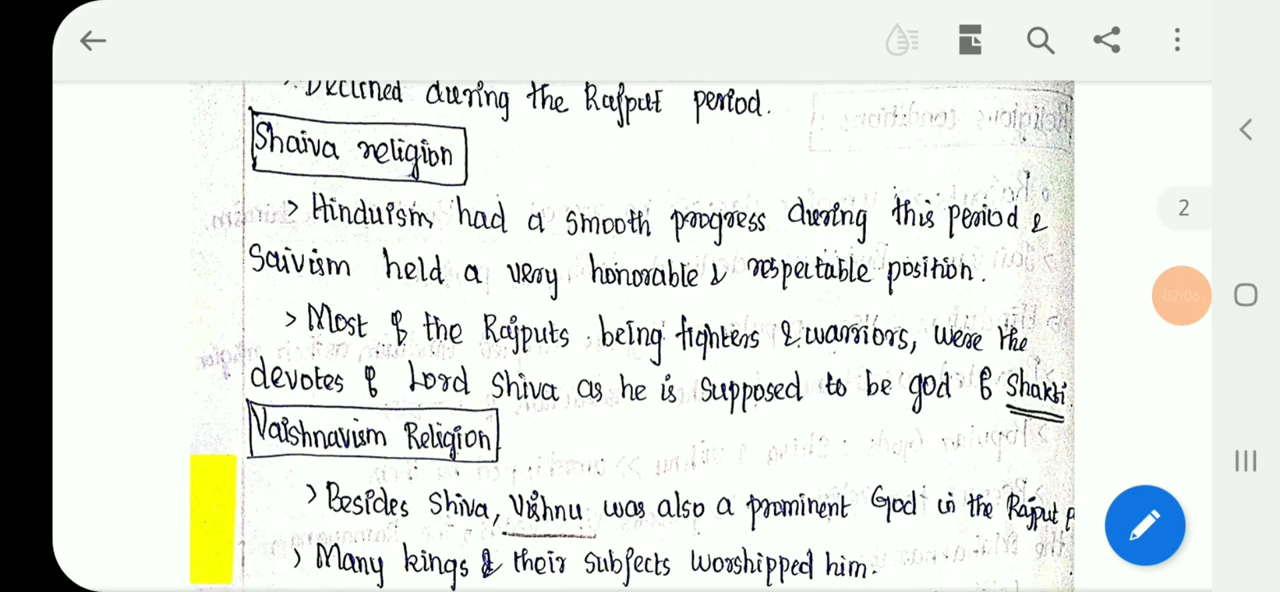 Declined during the Rajput period.
Shaiva religion
> Hinduism had a smooth progress during this period &
Saivism held a very honorable & respectable position.
> Most of the Rajputs, being fighters & warriors, were the
devotes of Lord Shiva as he is supposed to be god of Shakti.
Vaishnavism Religion
> Besides Shiva, Vishnu was also a prominent God in the Rajput
> Many kings & their subjects worshipped him.
2
02:06